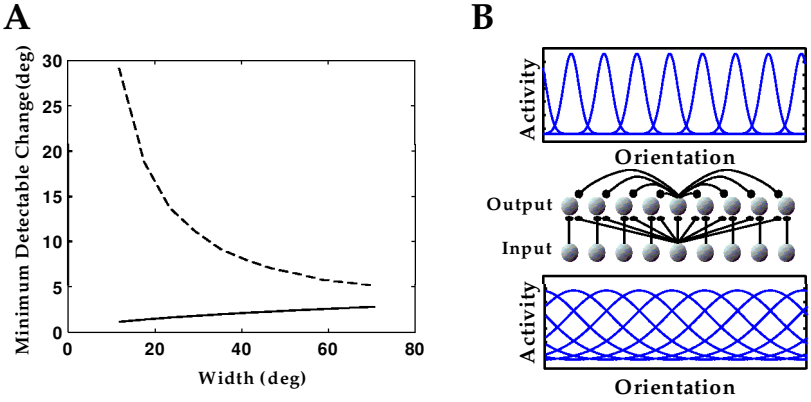 A
Minimum Detectable Change (deg)
30
25
20
15
10
5
0
0 20 40 60 80
Width (deg)
B
Activity
Orientation
Output
Input
Activity
Orientation